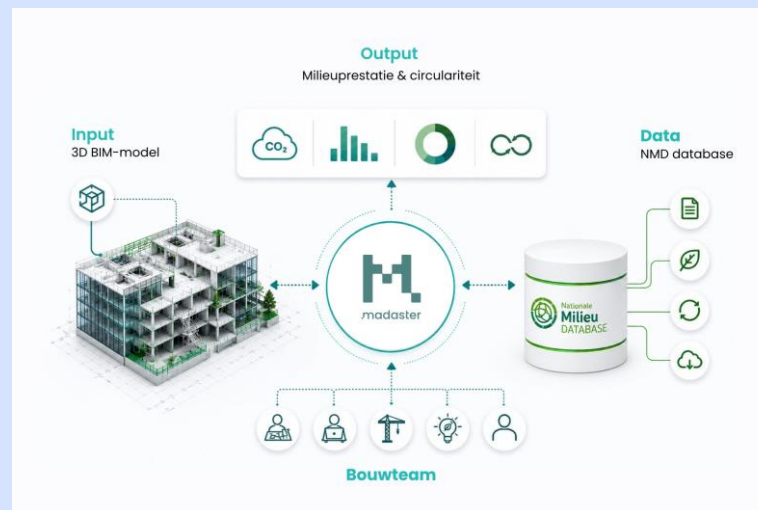 Output
Milieuprestatie & circulariteit
Input
3D BIM-model
CO₂
Data
NMD database
madaster
Nationale
Milieu
DATABASE
Bouwteam